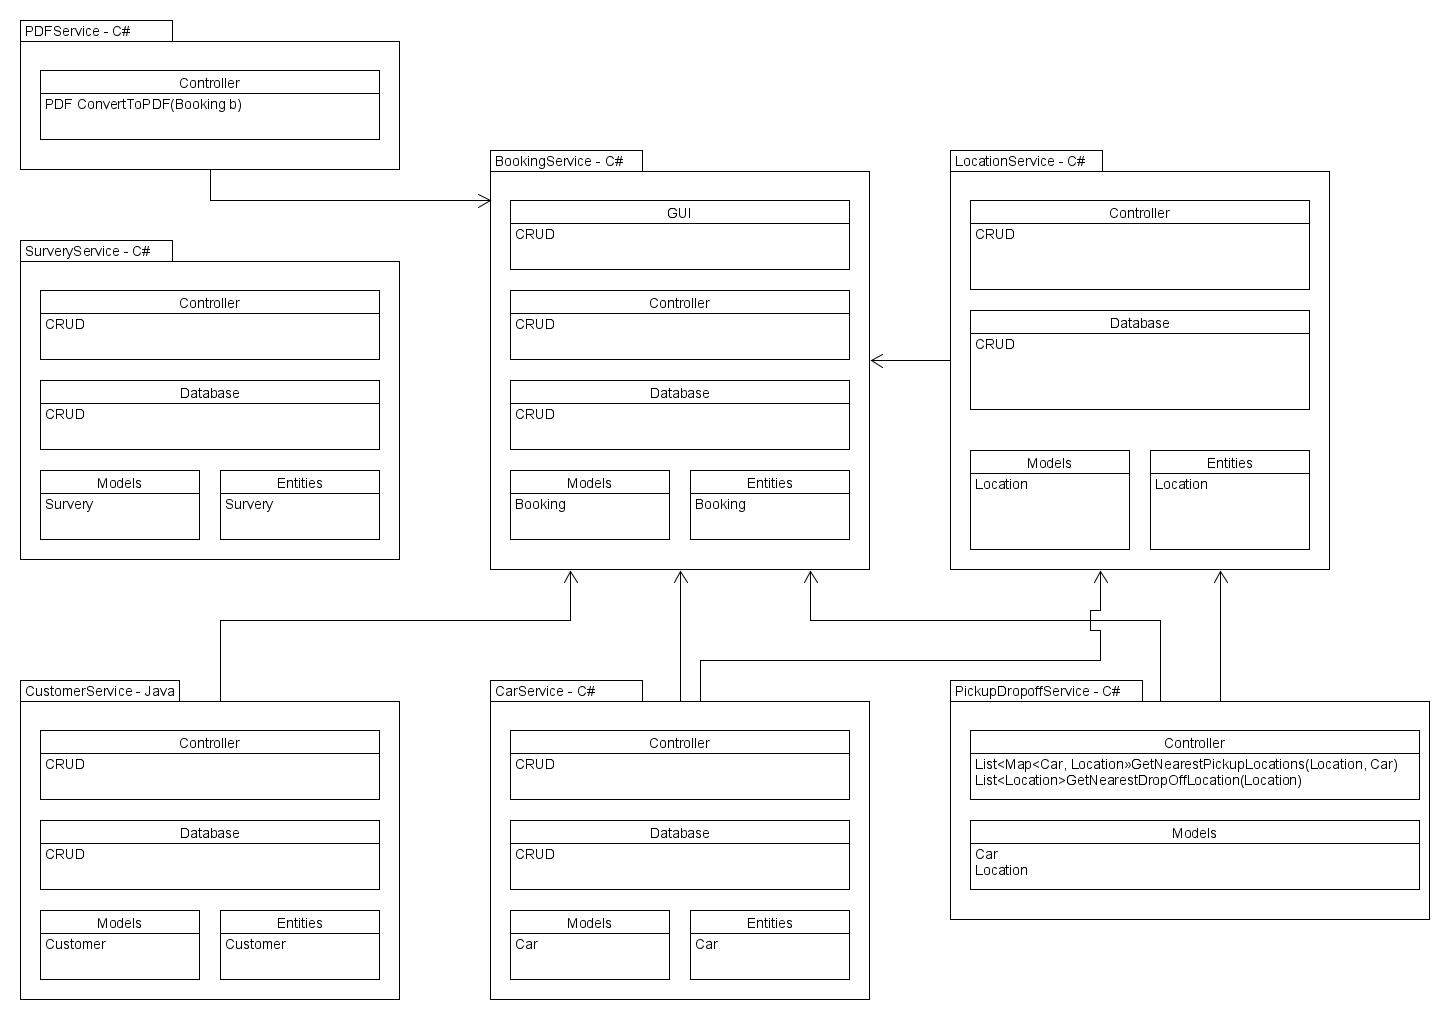 PDFService - C#
Controller
PDF ConvertToPDF(Booking b)
SurveryService - C#
Controller
CRUD
Database
CRUD
Models
Survery
Entities
Survery
BookingService - C#
GUI
CRUD
Controller
CRUD
Database
CRUD
Models
Booking
Entities
Booking
LocationService - C#
Controller
CRUD
Database
CRUD
Models
Location
Entities
Location
CustomerService - Java
Controller
CRUD
Database
CRUD
Models
Customer
Entities
Customer
CarService - C#
Controller
CRUD
Database
CRUD
Models
Car
Entities
Car
PickupDropoffService - C#
Controller
List<Map<Car, Location»GetNearestPickupLocations(Location, Car)
List<Location>GetNearestDropOffLocation(Location)
Models
Car
Location